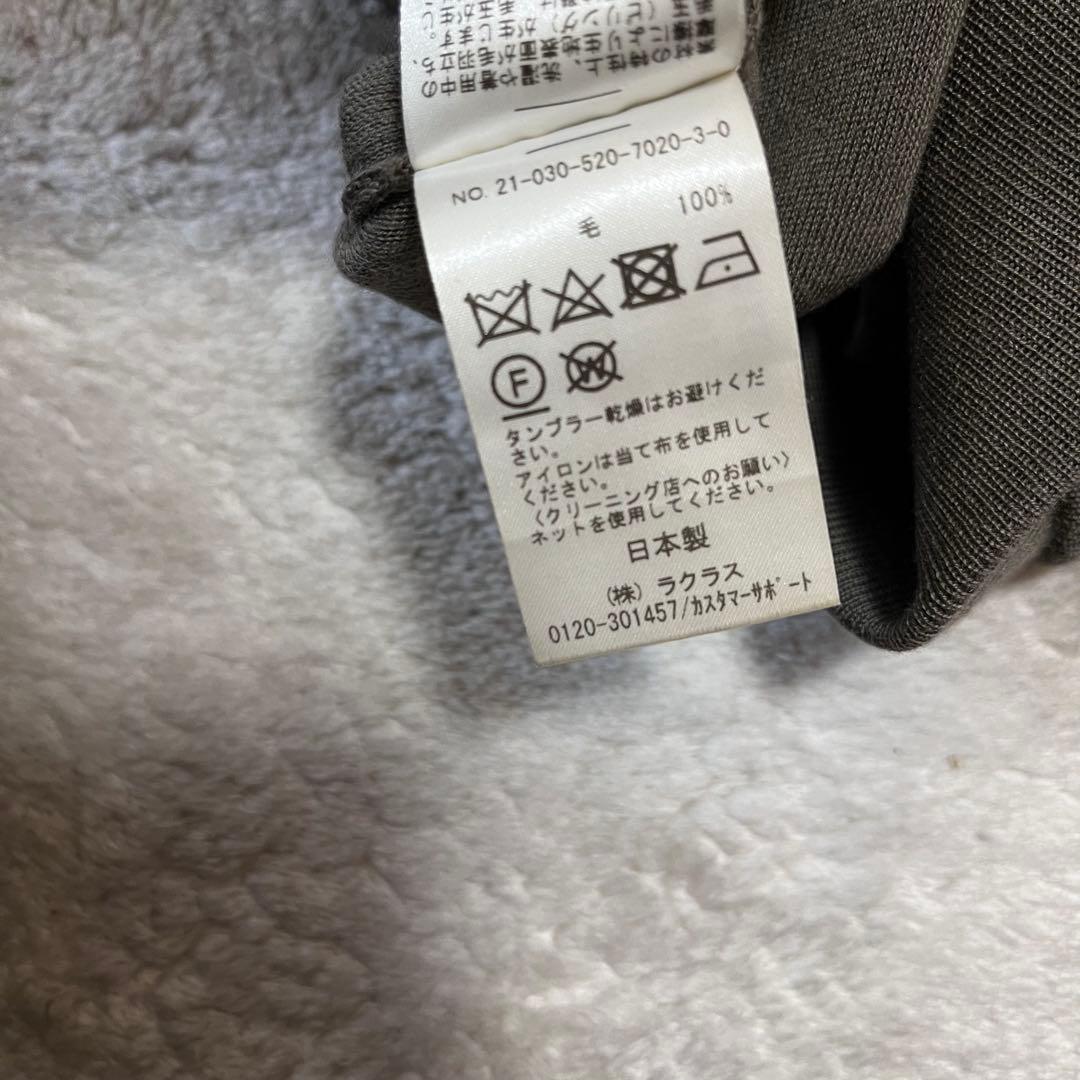 NO. 21-030-520-7020-3-0
毛 100%
F
W
タンブラー乾燥はお避けくだ
さい。
アイロンは当て布を使用して
ください。
〈クリーニング店へのお願い〉
ネットを使用してください。
日本製
(株) ラクラス
0120-301457/カスタマーサポート